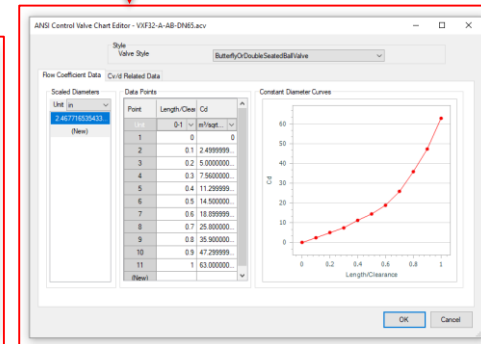 ANSI Control Valve Chart Editor - VXF32-A-AB-DN65.acv
Style
Valve Style ButterflyOrDoubleSeatedBallValve
Flow Coefficient Data Cv/d Related Data
Scaled Diameters Data Points Constant Diameter Curves
Unit in
2.467716535433...
(New)
Point Length/Clear Cd
Unit 0-1 m³/sqrt...
1 0 0
2 0.1 2.4999999...
3 0.2 5.0000000...
4 0.3 7.5600000...
5 0.4 11.299999...
6 0.5 14.500000...
7 0.6 18.899999...
8 0.7 25.800000...
9 0.8 35.900000...
10 0.9 47.299999...
11 1 63.000000...
(New)
Cd
60
50
40
30
20
10
0
0 0.2 0.4 0.6 0.8 1
Length/Clearance
OK Cancel